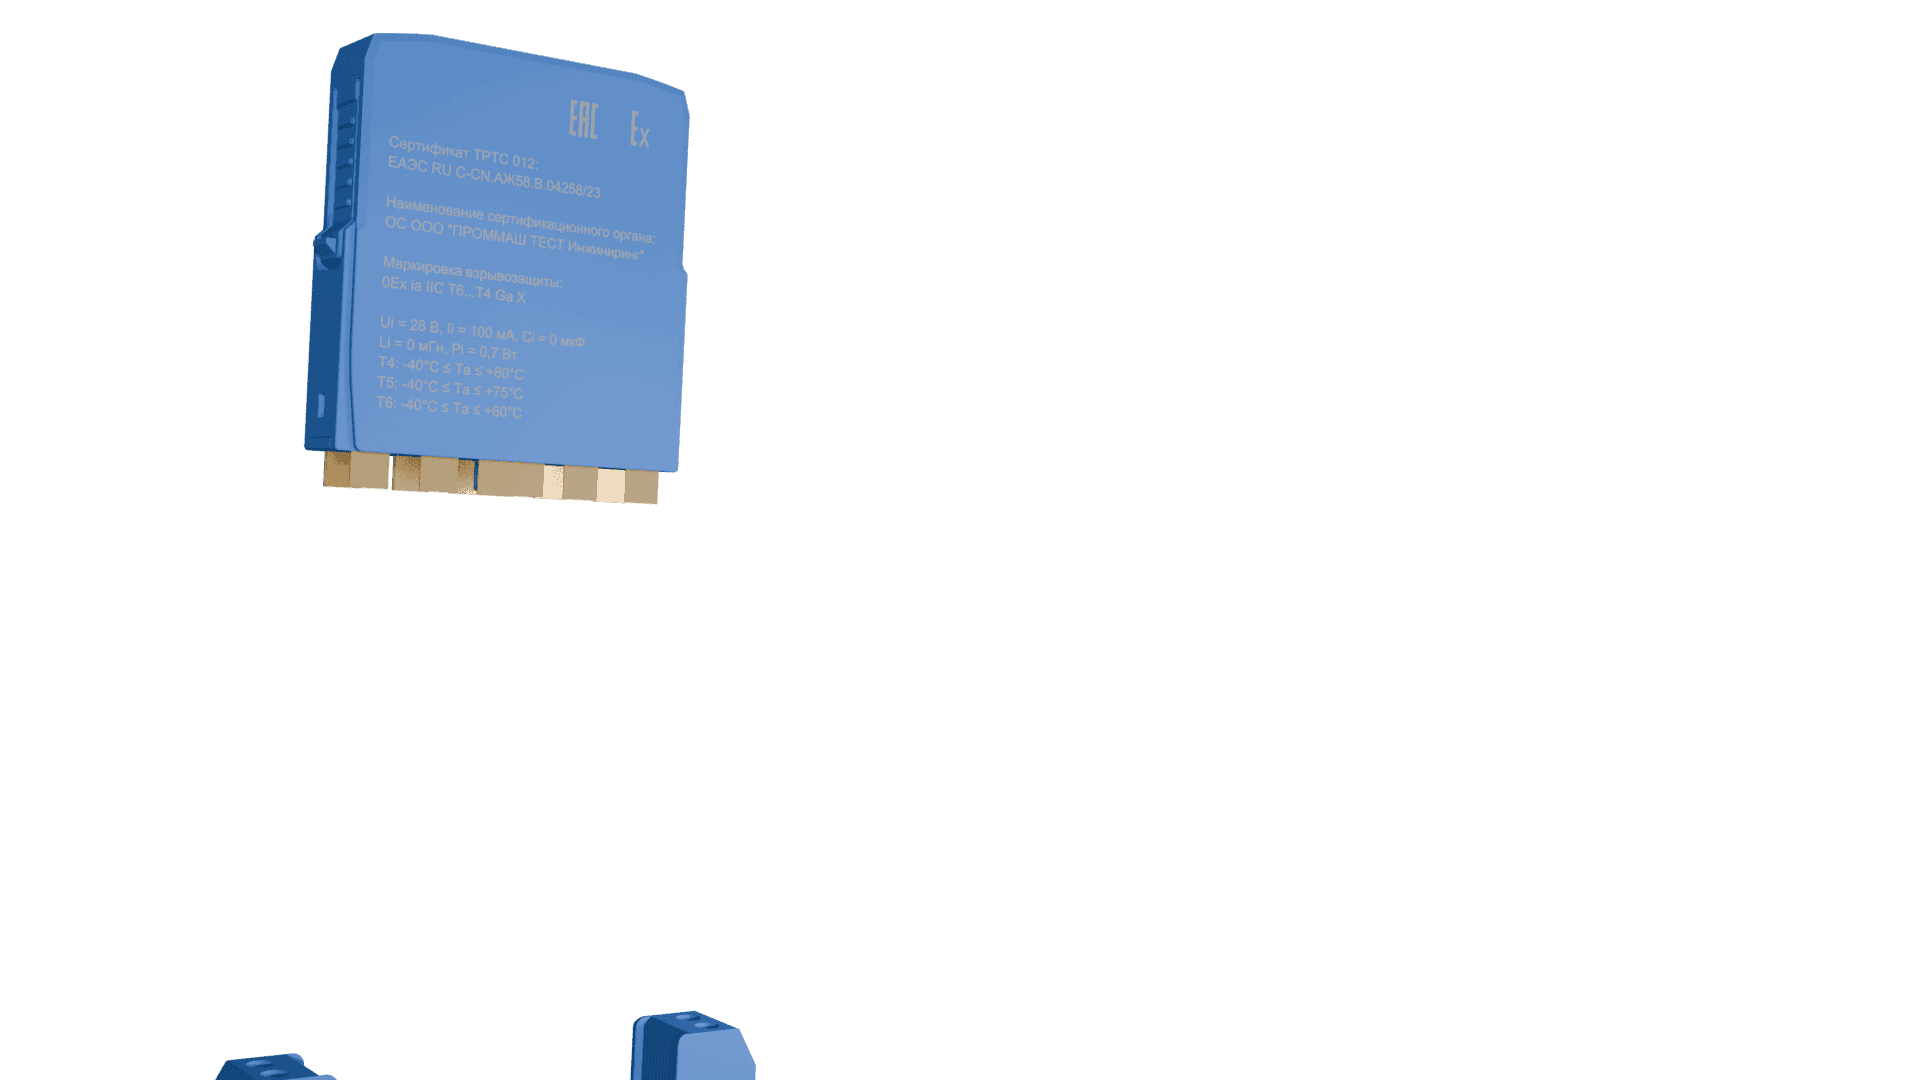 EAC Ex
Сертификат ТРТС 012:
ЕАЭС RU C-CN.АЖ58.В.04258/23
Наименование сертификационного органа:
ОС ООО "ПРОММАШ ТЕСТ Инжиниринг"
Маркировка взрывозащиты:
0Ex ia IIC T6...T4 Ga X
Ui = 28 В, Ii = 100 мА, Ci = 0 мкФ
Li = 0 мГн, Pi = 0,7 Вт
T4: -40°C ≤ Ta ≤ +80°C
T5: -40°C ≤ Ta ≤ +75°C
T6: -40°C ≤ Ta ≤ +60°C